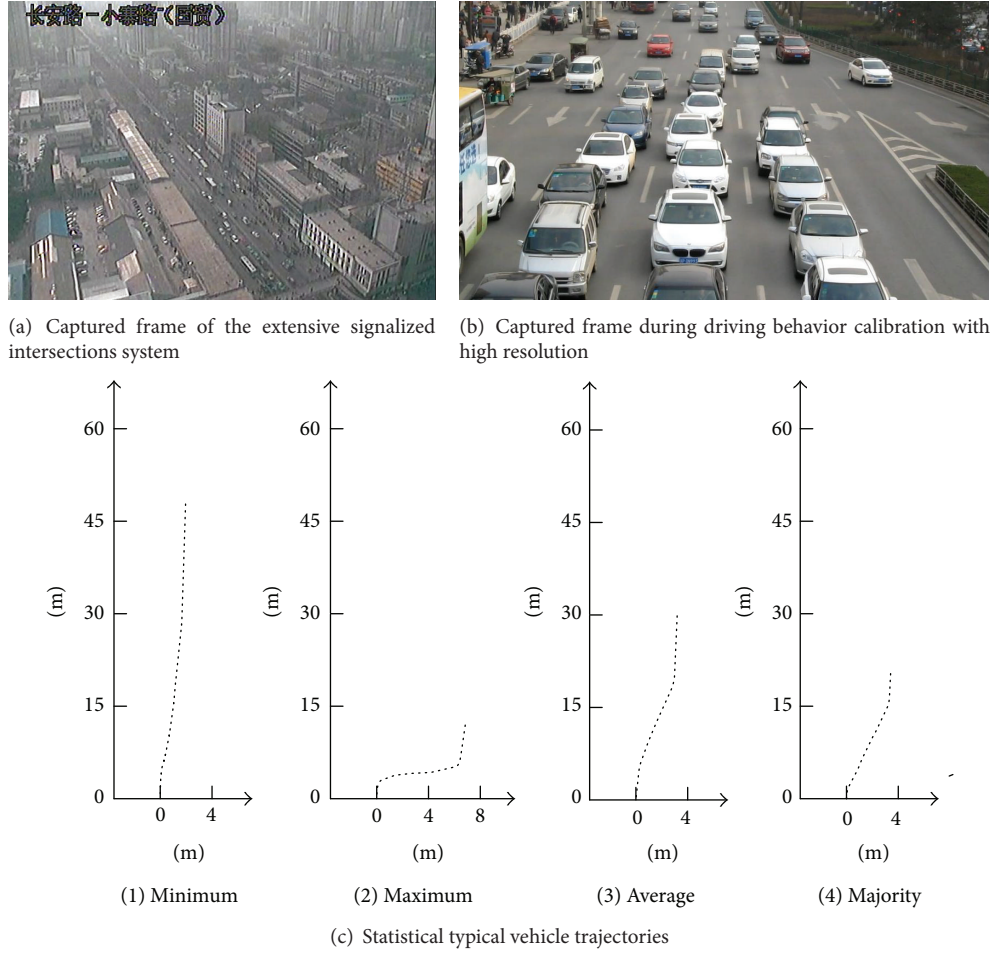 长安路－小寨路（国贸）
(a) Captured frame of the extensive signalized
intersections system
(b) Captured frame during driving behavior calibration with
high resolution
60
45
30
15
0
(m)
0 4
(m)
(1) Minimum
60
45
30
15
0
(m)
0 4 8
(m)
(2) Maximum
60
45
30
15
0
(m)
0 4
(m)
(3) Average
60
45
30
15
0
(m)
0 4
(m)
(4) Majority
(c) Statistical typical vehicle trajectories